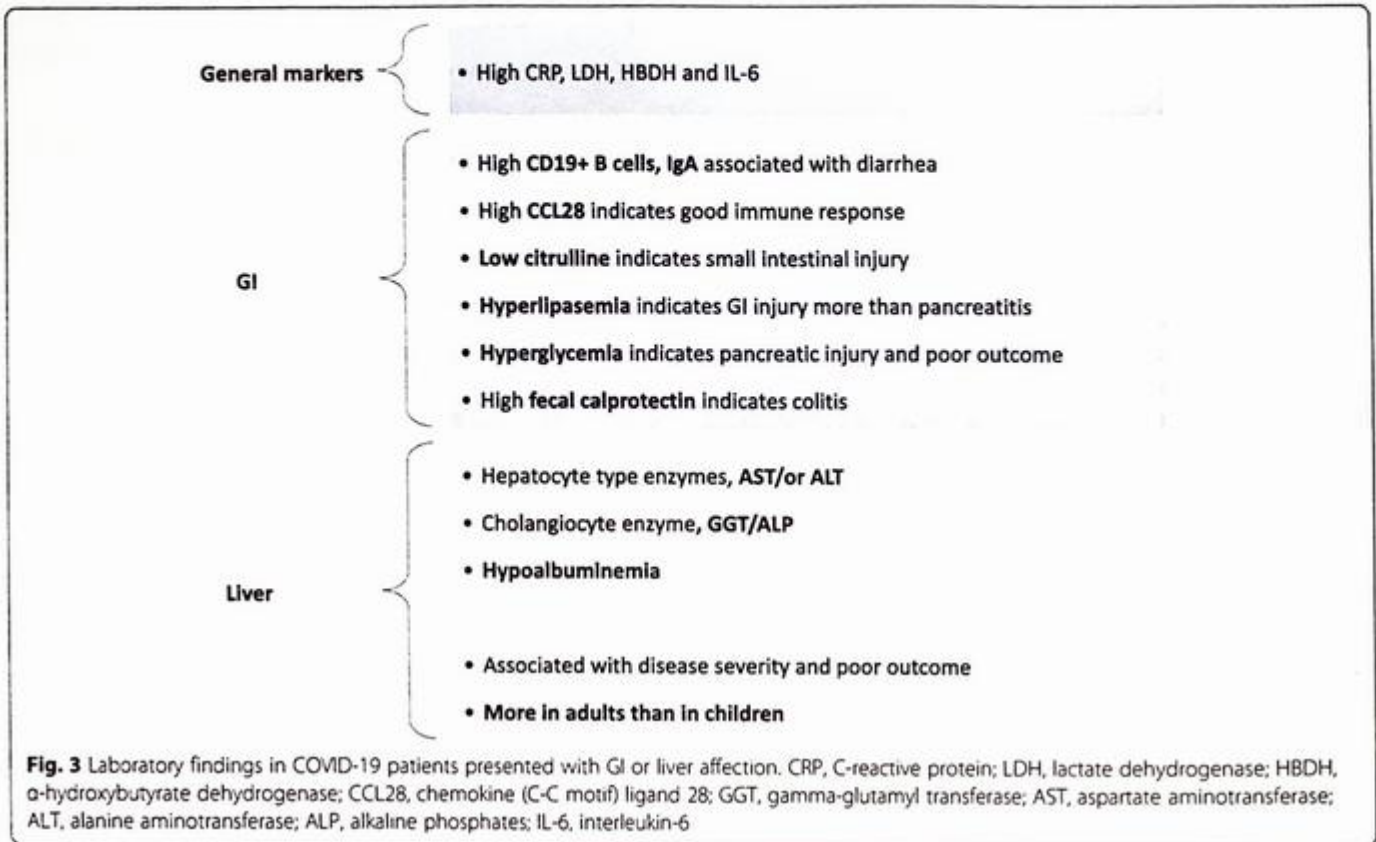 General markers
• High CRP, LDH, HBDH and IL-6
GI
• High CD19+ B cells, IgA associated with diarrhea
• High CCL28 indicates good immune response
• Low citrulline indicates small intestinal injury
• Hyperlipasemia indicates GI injury more than pancreatitis
• Hyperglycemia indicates pancreatic injury and poor outcome
• High fecal calprotectin indicates colitis
Liver
• Hepatocyte type enzymes, AST/or ALT
• Cholangiocyte enzyme, GGT/ALP
• Hypoalbuminemia
• Associated with disease severity and poor outcome
• More in adults than in children
Fig. 3 Laboratory findings in COVID-19 patients presented with GI or liver affection. CRP, C-reactive protein; LDH, lactate dehydrogenase; HBDH,
α-hydroxybutyrate dehydrogenase; CCL28, chemokine (C-C motif) ligand 28; GGT, gamma-glutamyl transferase; AST, aspartate aminotransferase;
ALT, alanine aminotransferase; ALP, alkaline phosphates; IL-6, interleukin-6